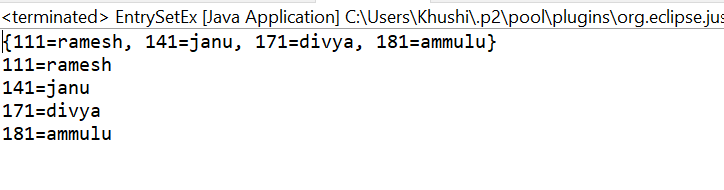 <terminated> EntrySetEx [Java Application] C:\Users\Khushi\.p2\pool\plugins\org.eclipse.jus
{111=ramesh, 141=janu, 171=divya, 181=ammulu}
111=ramesh
141=janu
171=divya
181=ammulu